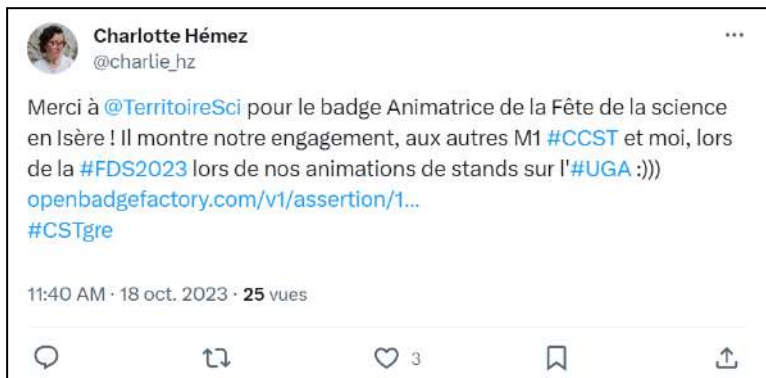 Charlotte Hémez
@charlie_hz
Merci à @TerritoireSci pour le badge Animatrice de la Fête de la science
en Isère ! Il montre notre engagement, aux autres M1 #CCST et moi, lors
de la #FDS2023 lors de nos animations de stands sur l'#UGA :)))
openbadgefactory.com/v1/assertion/1...
#CSTgre
11:40 AM · 18 oct. 2023 · 25 vues
3